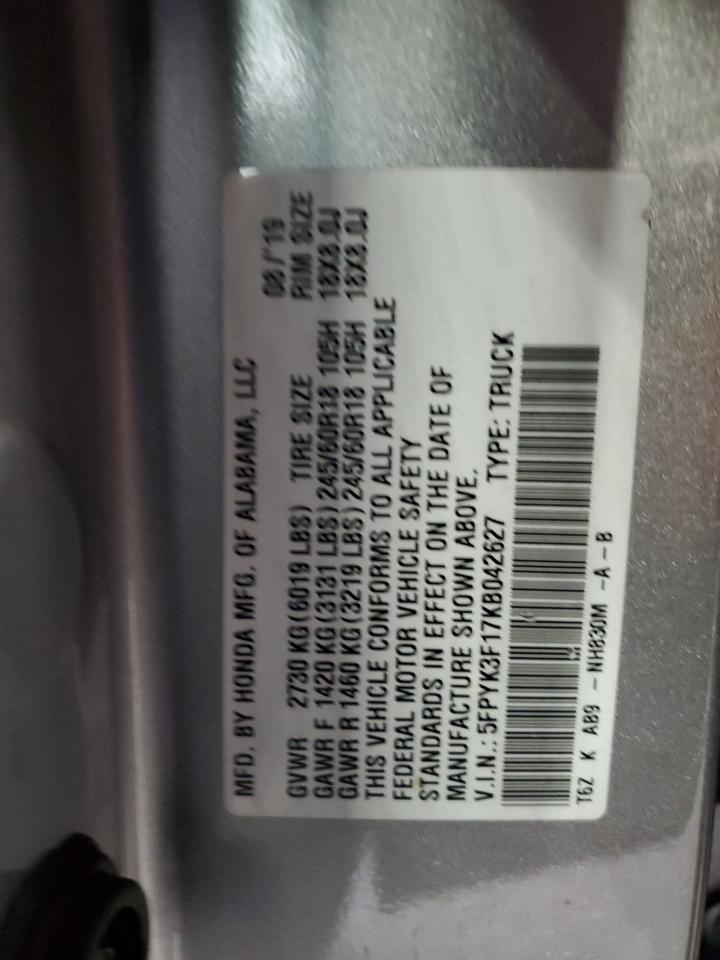 MFD. BY HONDA MFG. OF ALABAMA, LLC
08/'19
GVWR 2730 KG(6019 LBS) TIRE SIZE RIM SIZE
GAWR F 1420 KG(3131 LBS)245/60R18 105H 18X8.0J
GAWR R 1460 KG(3219 LBS)245/60R18 105H 18X8.0J
THIS VEHICLE CONFORMS TO ALL APPLICABLE
FEDERAL MOTOR VEHICLE SAFETY
STANDARDS IN EFFECT ON THE DATE OF
MANUFACTURE SHOWN ABOVE.
V.I.N.: 5FPYK3F17KB042627 TYPE: TRUCK
T6Z K AB9 - NH830M -A-B